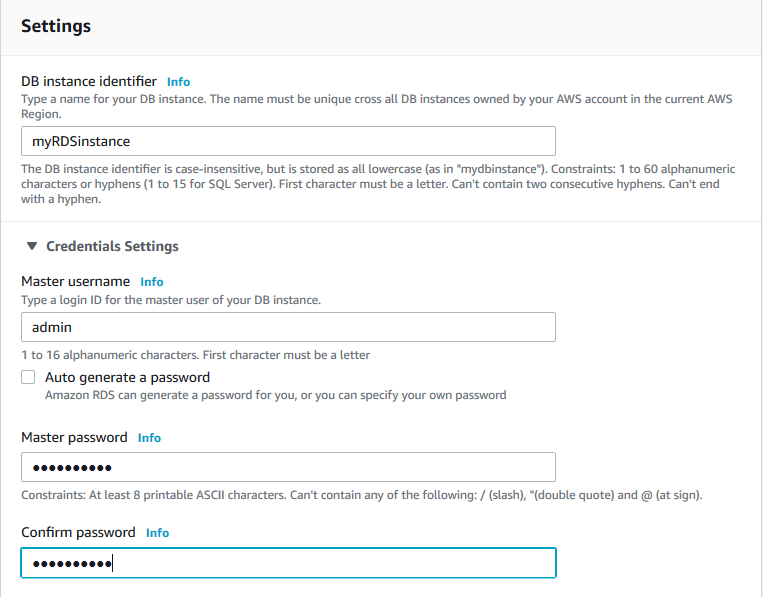 Settings
DB instance identifier Info
Type a name for your DB instance. The name must be unique cross all DB instances owned by your AWS account in the current AWS
Region.
myRDSinstance
The DB instance identifier is case-insensitive, but is stored as all lowercase (as in "mydbinstance"). Constraints: 1 to 60 alphanumeric
characters or hyphens (1 to 15 for SQL Server). First character must be a letter. Can't contain two consecutive hyphens. Can't end
with a hyphen.
Credentials Settings
Master username Info
Type a login ID for the master user of your DB instance.
admin
1 to 16 alphanumeric characters. First character must be a letter
Auto generate a password
Amazon RDS can generate a password for you, or you can specify your own password
Master password Info
••••••••••
Constraints: At least 8 printable ASCII characters. Can't contain any of the following: / (slash), "(double quote) and @ (at sign).
Confirm password Info
••••••••••